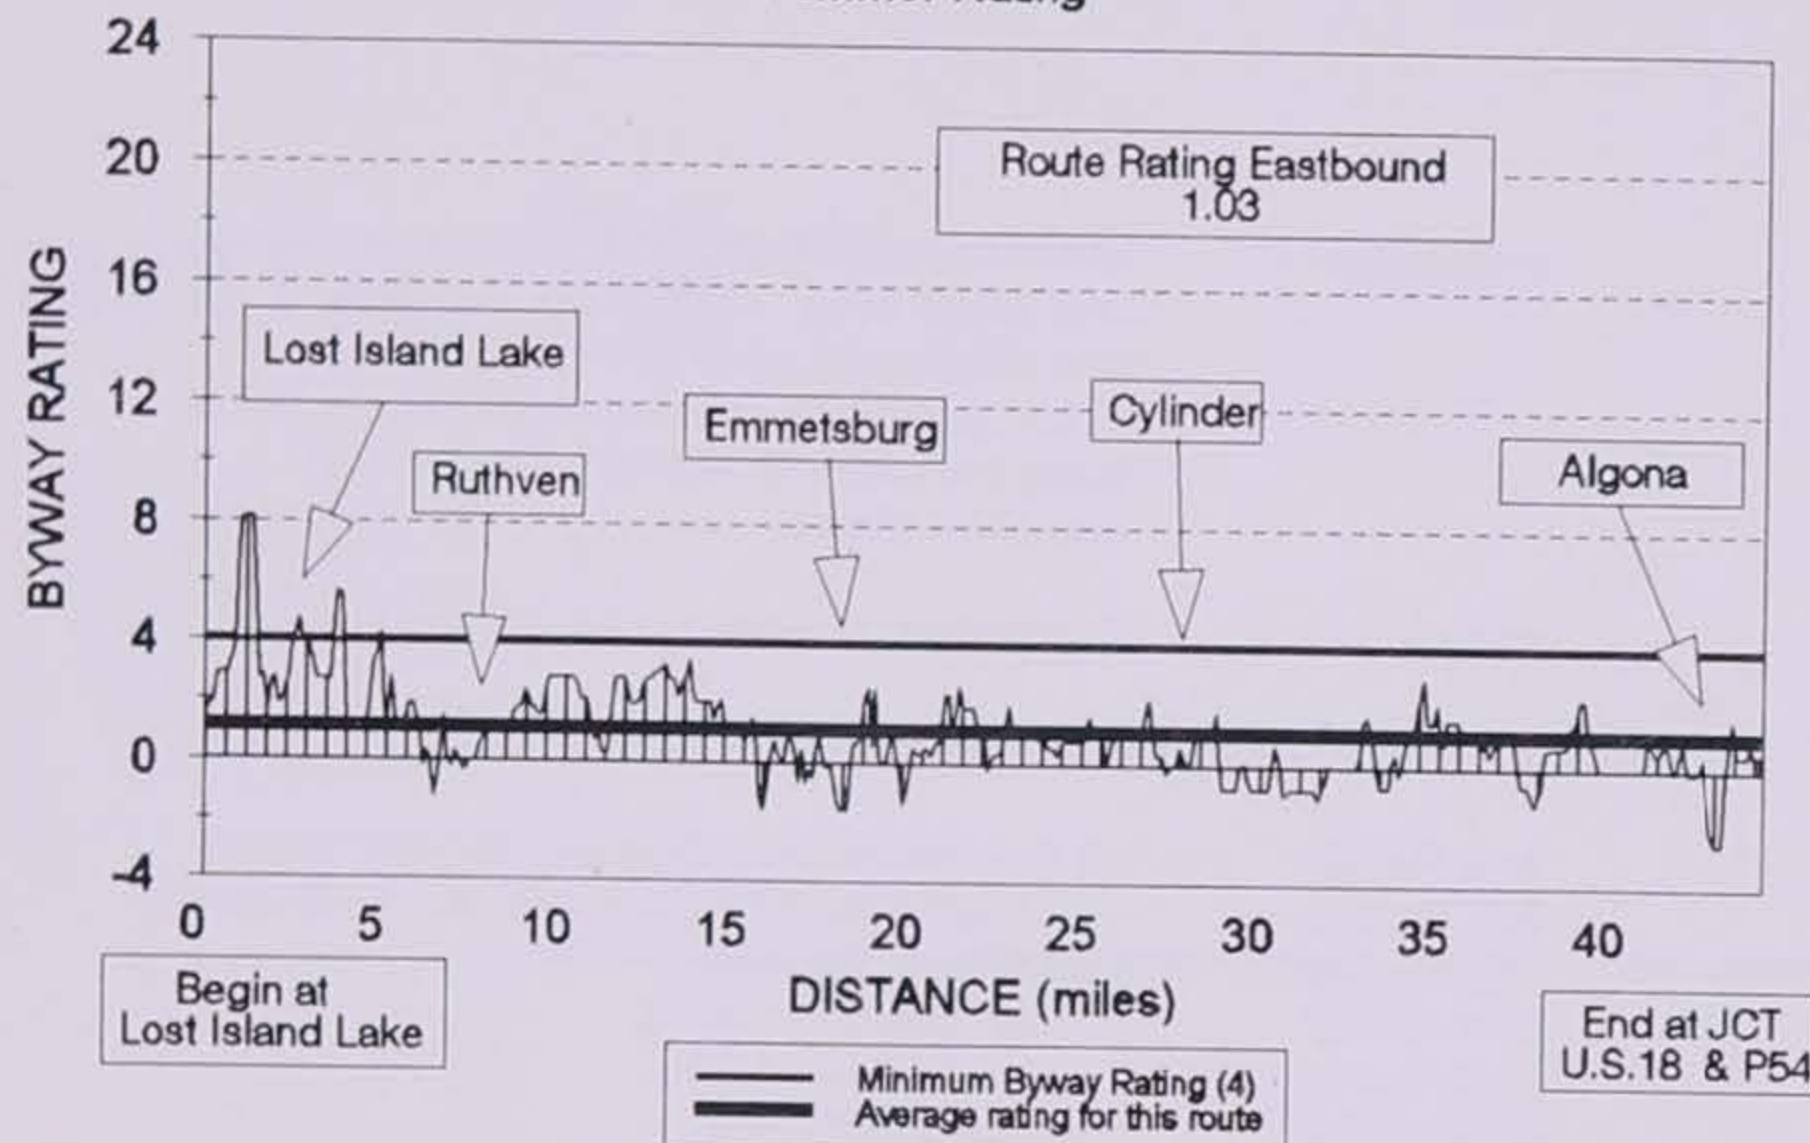 24
20
16
12
8
4
0
-4
BYWAY RATING
Route Rating Eastbound
1.03
Lost Island Lake
Ruthven
Emmetsburg
Cylinder
Algona
0 5 10 15 20 25 30 35 40
DISTANCE (miles)
Begin at
Lost Island Lake
End at JCT
U.S.18 & P54
Minimum Byway Rating (4)
Average rating for this route